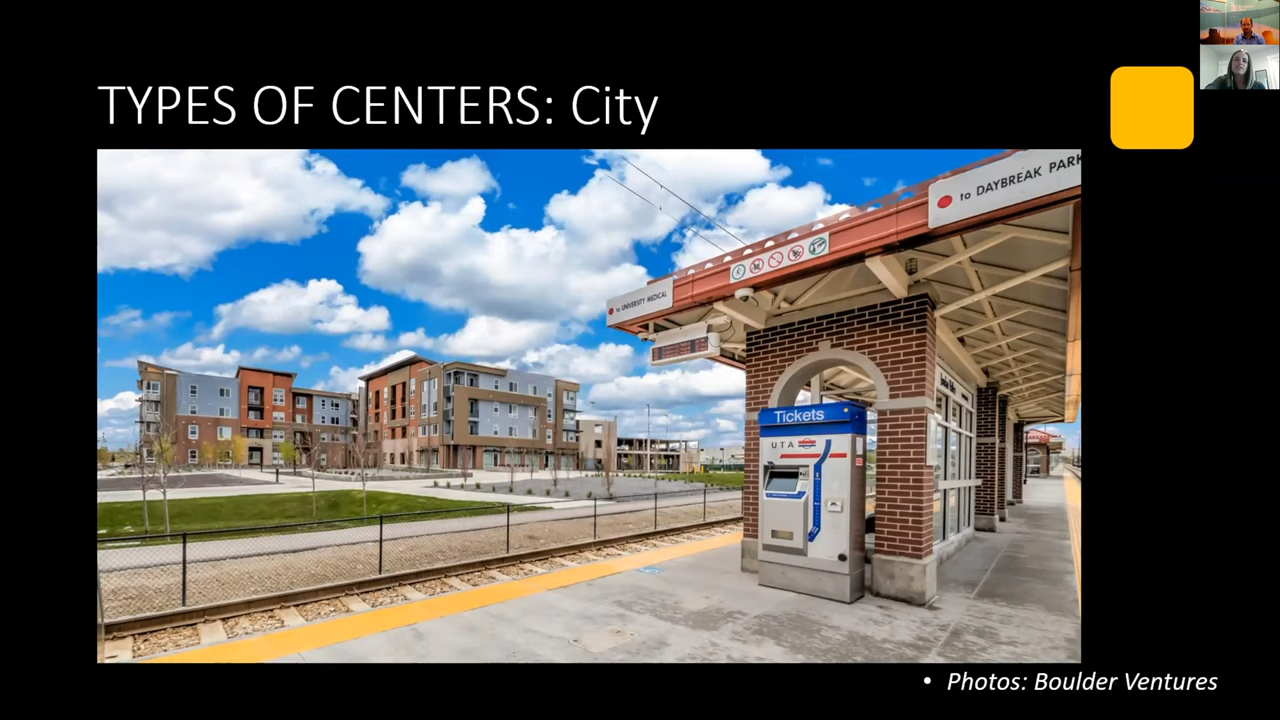 TYPES OF CENTERS: City
to DAYBREAK PARK
to UNIVERSITY MEDICAL
Tickets
UTA
• Photos: Boulder Ventures